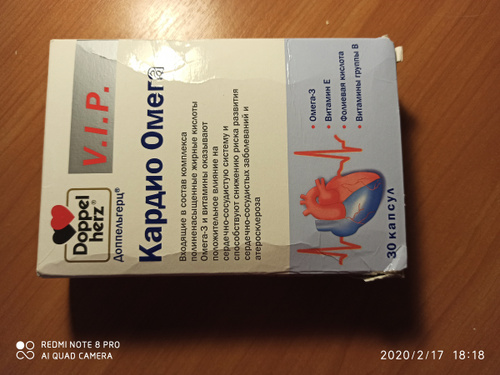 Doppel
herz®
Доппельгерц®
V.I.P.
Кардио Омега
Входящие в состав комплекса
полиненасыщенные жирные кислоты
Омега-3 и витамины оказывают
положительное влияние на
сердечно-сосудистую систему и
способствуют снижению риска развития
сердечно-сосудистых заболеваний и
атеросклероза
• Омега-3
• Витамин Е
• Фолиевая кислота
• Витамины группы В
30 капсул
REDMI NOTE 8 PRO
AI QUAD CAMERA
2020/2/17 18:18